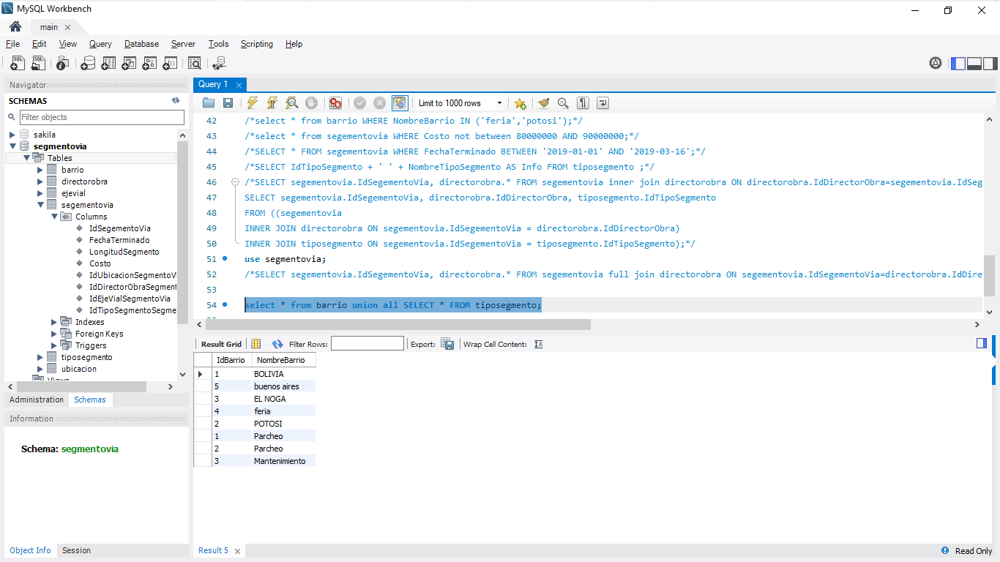 MySQL Workbench
main
File Edit View Query Database Server Tools Scripting Help
Navigator
SCHEMAS
Filter objects
sakila
segmentovia
Tables
barrio
directorobra
ejevial
segementovia
Columns
IdSegementoVia
FechaTerminado
LongitudSegmento
Costo
IdUbicacionSegmentoV
IdDirectorObraSegment
IdEjeVialSegmentoVia
IdTipoSegmentoSegme
Indexes
Foreign Keys
Triggers
tiposegmento
ubicacion
Views
Administration Schemas
Information
Schema: segmentovia
Object Info Session
Query 1
Limit to 1000 rows
42 /*select * from barrio WHERE NombreBarrio IN ('feria','potosi');*/
43 /*select * from segementovia WHERE Costo not between 80000000 AND 90000000;*/
44 /*SELECT * FROM segementovia WHERE FechaTerminado BETWEEN '2019-01-01' AND '2019-03-16';*/
45 /*SELECT IdTipoSegmento + ' ' + NombreTipoSegmento AS Info FROM tiposegmento ;*/
46 /*SELECT segementovia.IdSegementoVia, directorobra.* FROM segementovia inner join directorobra ON directorobra.IdDirectorObra=segementovia.IdSeg
47 SELECT segementovia.IdSegementoVia, directorobra.IdDirectorObra, tiposegmento.IdTipoSegmento
48 FROM ((segementovia
49 INNER JOIN directorobra ON segementovia.IdSegementoVia = directorobra.IdDirectorObra)
50 INNER JOIN tiposegmento ON segementovia.IdSegementoVia = tiposegmento.IdTipoSegmento);*/
51 use segmentovia;
52 /*SELECT segementovia.IdSegementoVia, directorobra.* FROM segementovia full join directorobra ON segementovia.IdSegementoVia=directorobra.IdDire
53
54 select * from barrio union all SELECT * FROM tiposegmento;
Result Grid Filter Rows: Export: Wrap Cell Content:
IdBarrio NombreBarrio
1 BOLIVIA
5 buenos aires
3 EL NOGA
4 feria
2 POTOSI
1 Parcheo
2 Parcheo
3 Mantenimiento
Result 5
Read Only